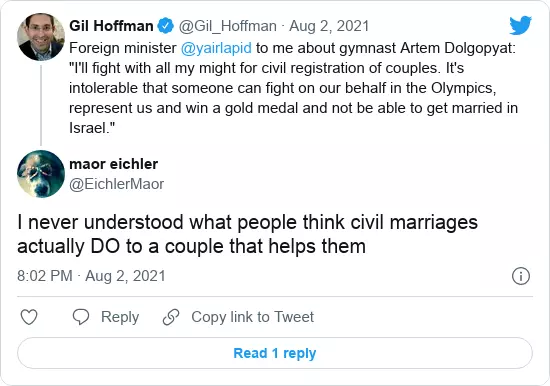 Gil Hoffman @Gil_Hoffman · Aug 2, 2021
Foreign minister @yairlapid to me about gymnast Artem Dolgopyat:
"I'll fight with all my might for civil registration of couples. It's
intolerable that someone can fight on our behalf in the Olympics,
represent us and win a gold medal and not be able to get married in
Israel."
maor eichler
@EichlerMaor
I never understood what people think civil marriages
actually DO to a couple that helps them
8:02 PM · Aug 2, 2021
Reply Copy link to Tweet
Read 1 reply